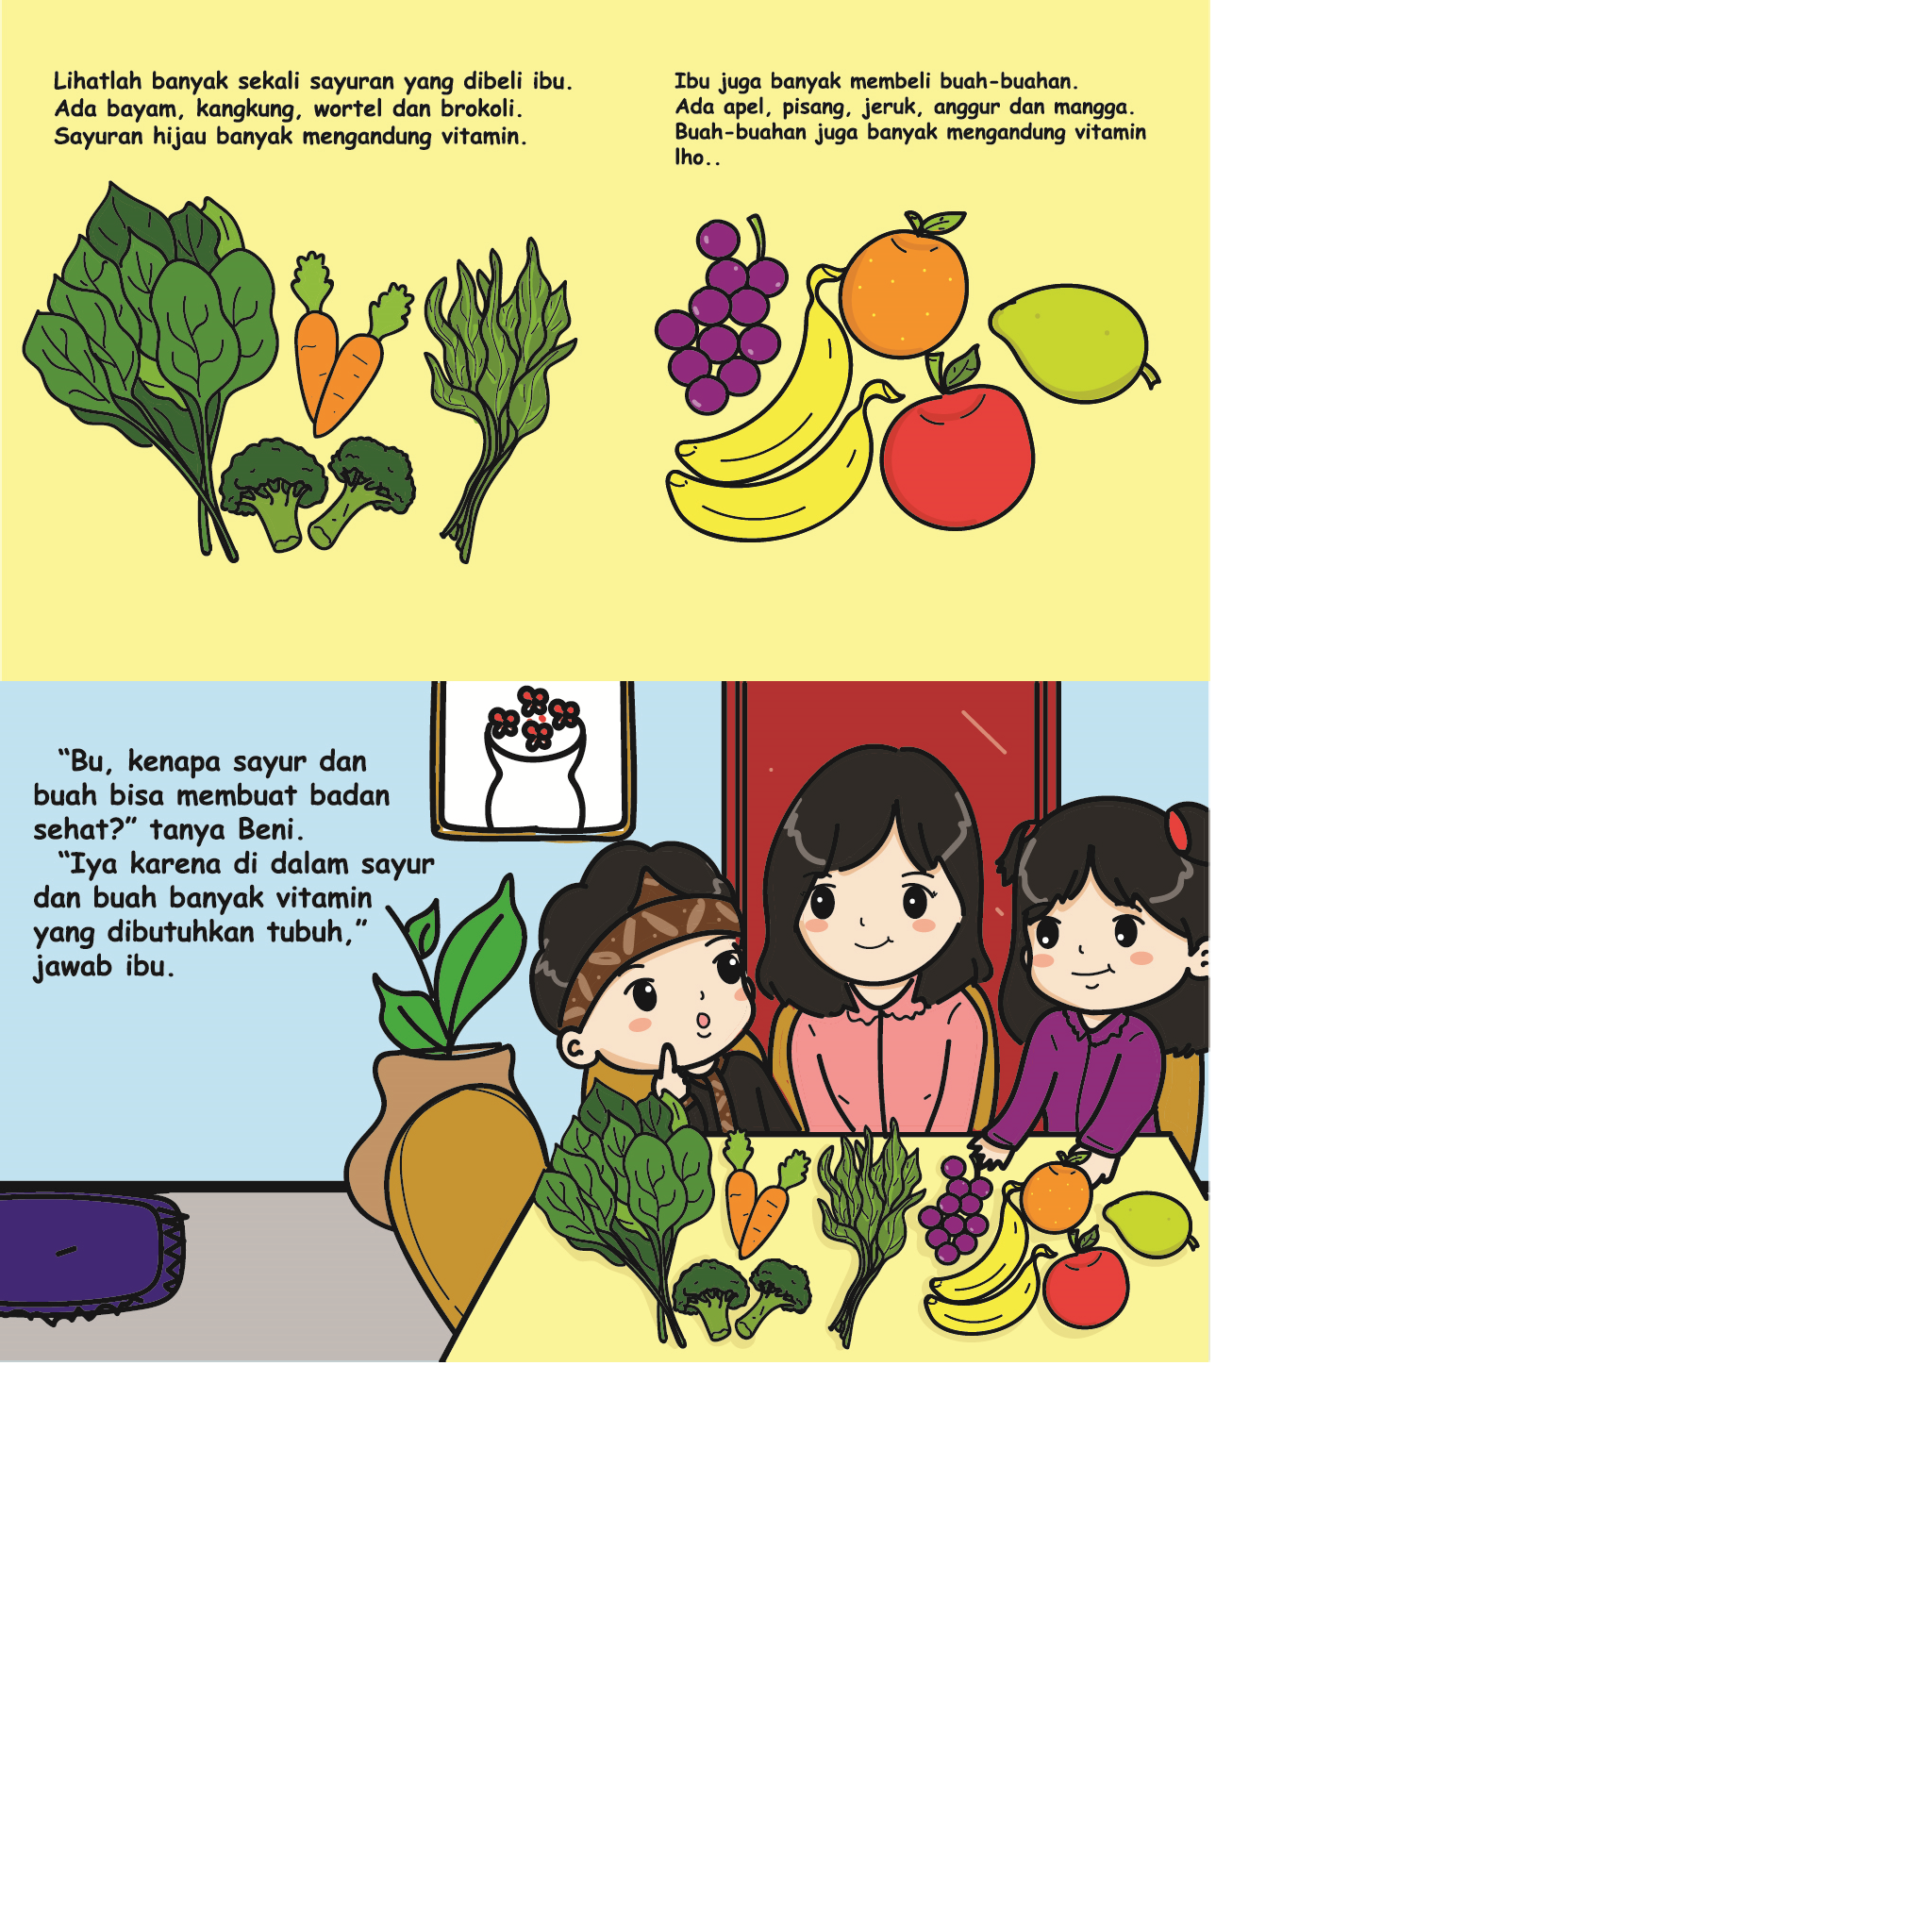 Lihatlah banyak sekali sayuran yang dibeli ibu.
Ada bayam, kangkung, wortel dan brokoli.
Sayuran hijau banyak mengandung vitamin.
Ibu juga banyak membeli buah-buahan.
Ada apel, pisang, jeruk, anggur dan mangga.
Buah-buahan juga banyak mengandung vitamin
lho..
“Bu, kenapa sayur dan
buah bisa membuat badan
sehat?” tanya Beni.
“Iya karena di dalam sayur
dan buah banyak vitamin
yang dibutuhkan tubuh,”
jawab ibu.